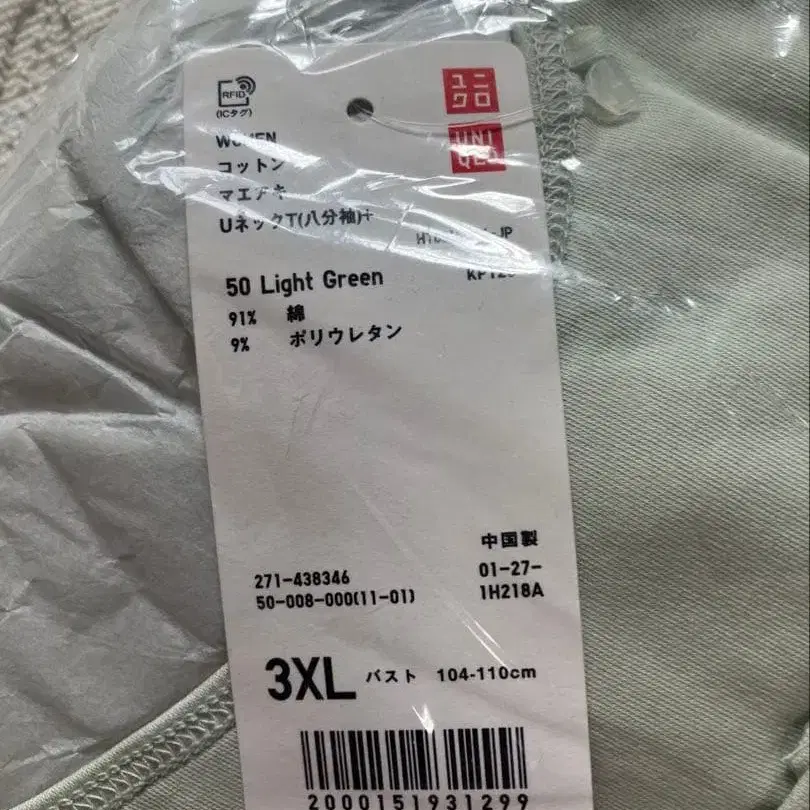 RFID
(ICタグ)
ユニ
クロ
UNI
QLO
WOMEN
コットン
マエアキ
UネックT(八分袖)+
50 Light Green
91% 綿
9% ポリウレタン
中国製
271-438346 01-27-
50-008-000(11-01) 1H218A
3XL バスト 104-110cm
2000151931299